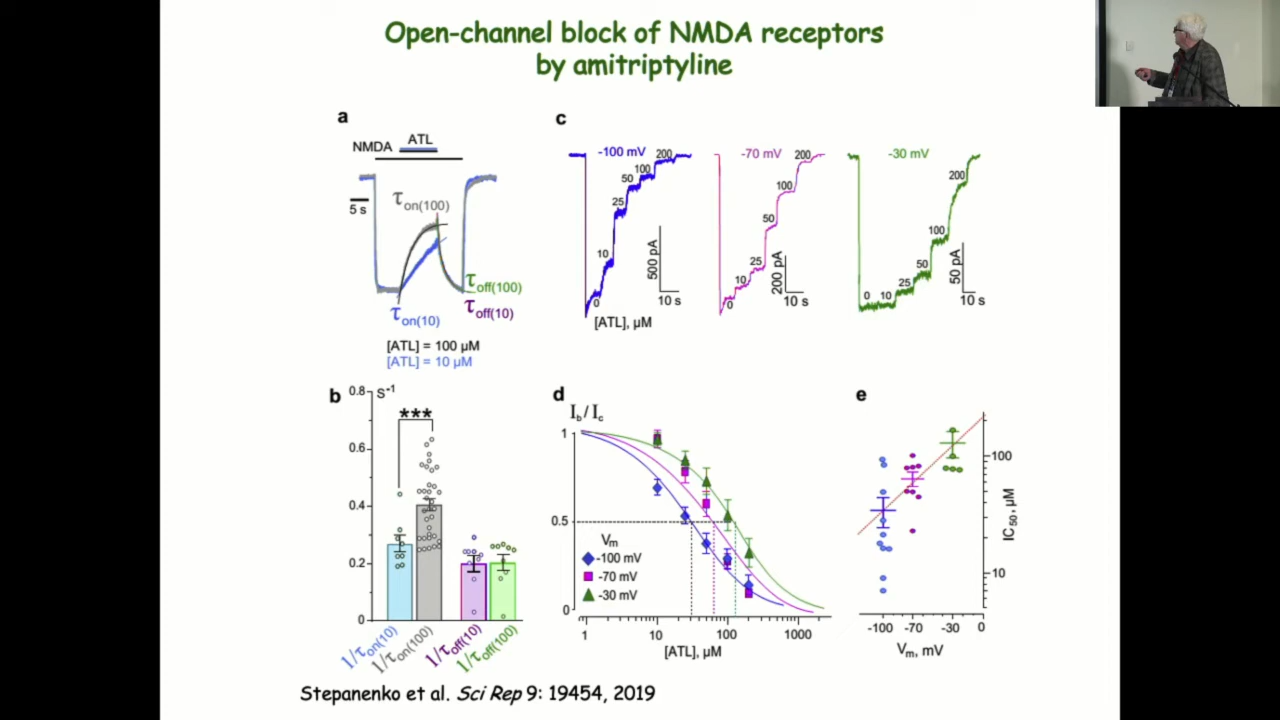 Open-channel block of NMDA receptors
by amitriptyline
a
NMDA
ATL
5 s
τon(100)
τoff(100)
τon(10)
τoff(10)
[ATL] = 100 µM
[ATL] = 10 µM
c
-100 mV
0
10
25
50
100
200
500 pA
10 s
[ATL], µM
-70 mV
0
10
25
50
100
200
200 pA
10 s
-30 mV
0
10
25
50
100
200
50 pA
10 s
b
0.8
S-1
***
0.6
0.4
0.2
0
1/τon(10)
1/τon(100)
1/τoff(10)
1/τoff(100)
d
Ib / Ic
1
0.5
0
Vm
-100 mV
-70 mV
-30 mV
1
10
100
1000
[ATL], µM
e
100
10
IC50, µM
-100
-70
-30
0
Vm, mV
Stepanenko et al. Sci Rep 9: 19454, 2019